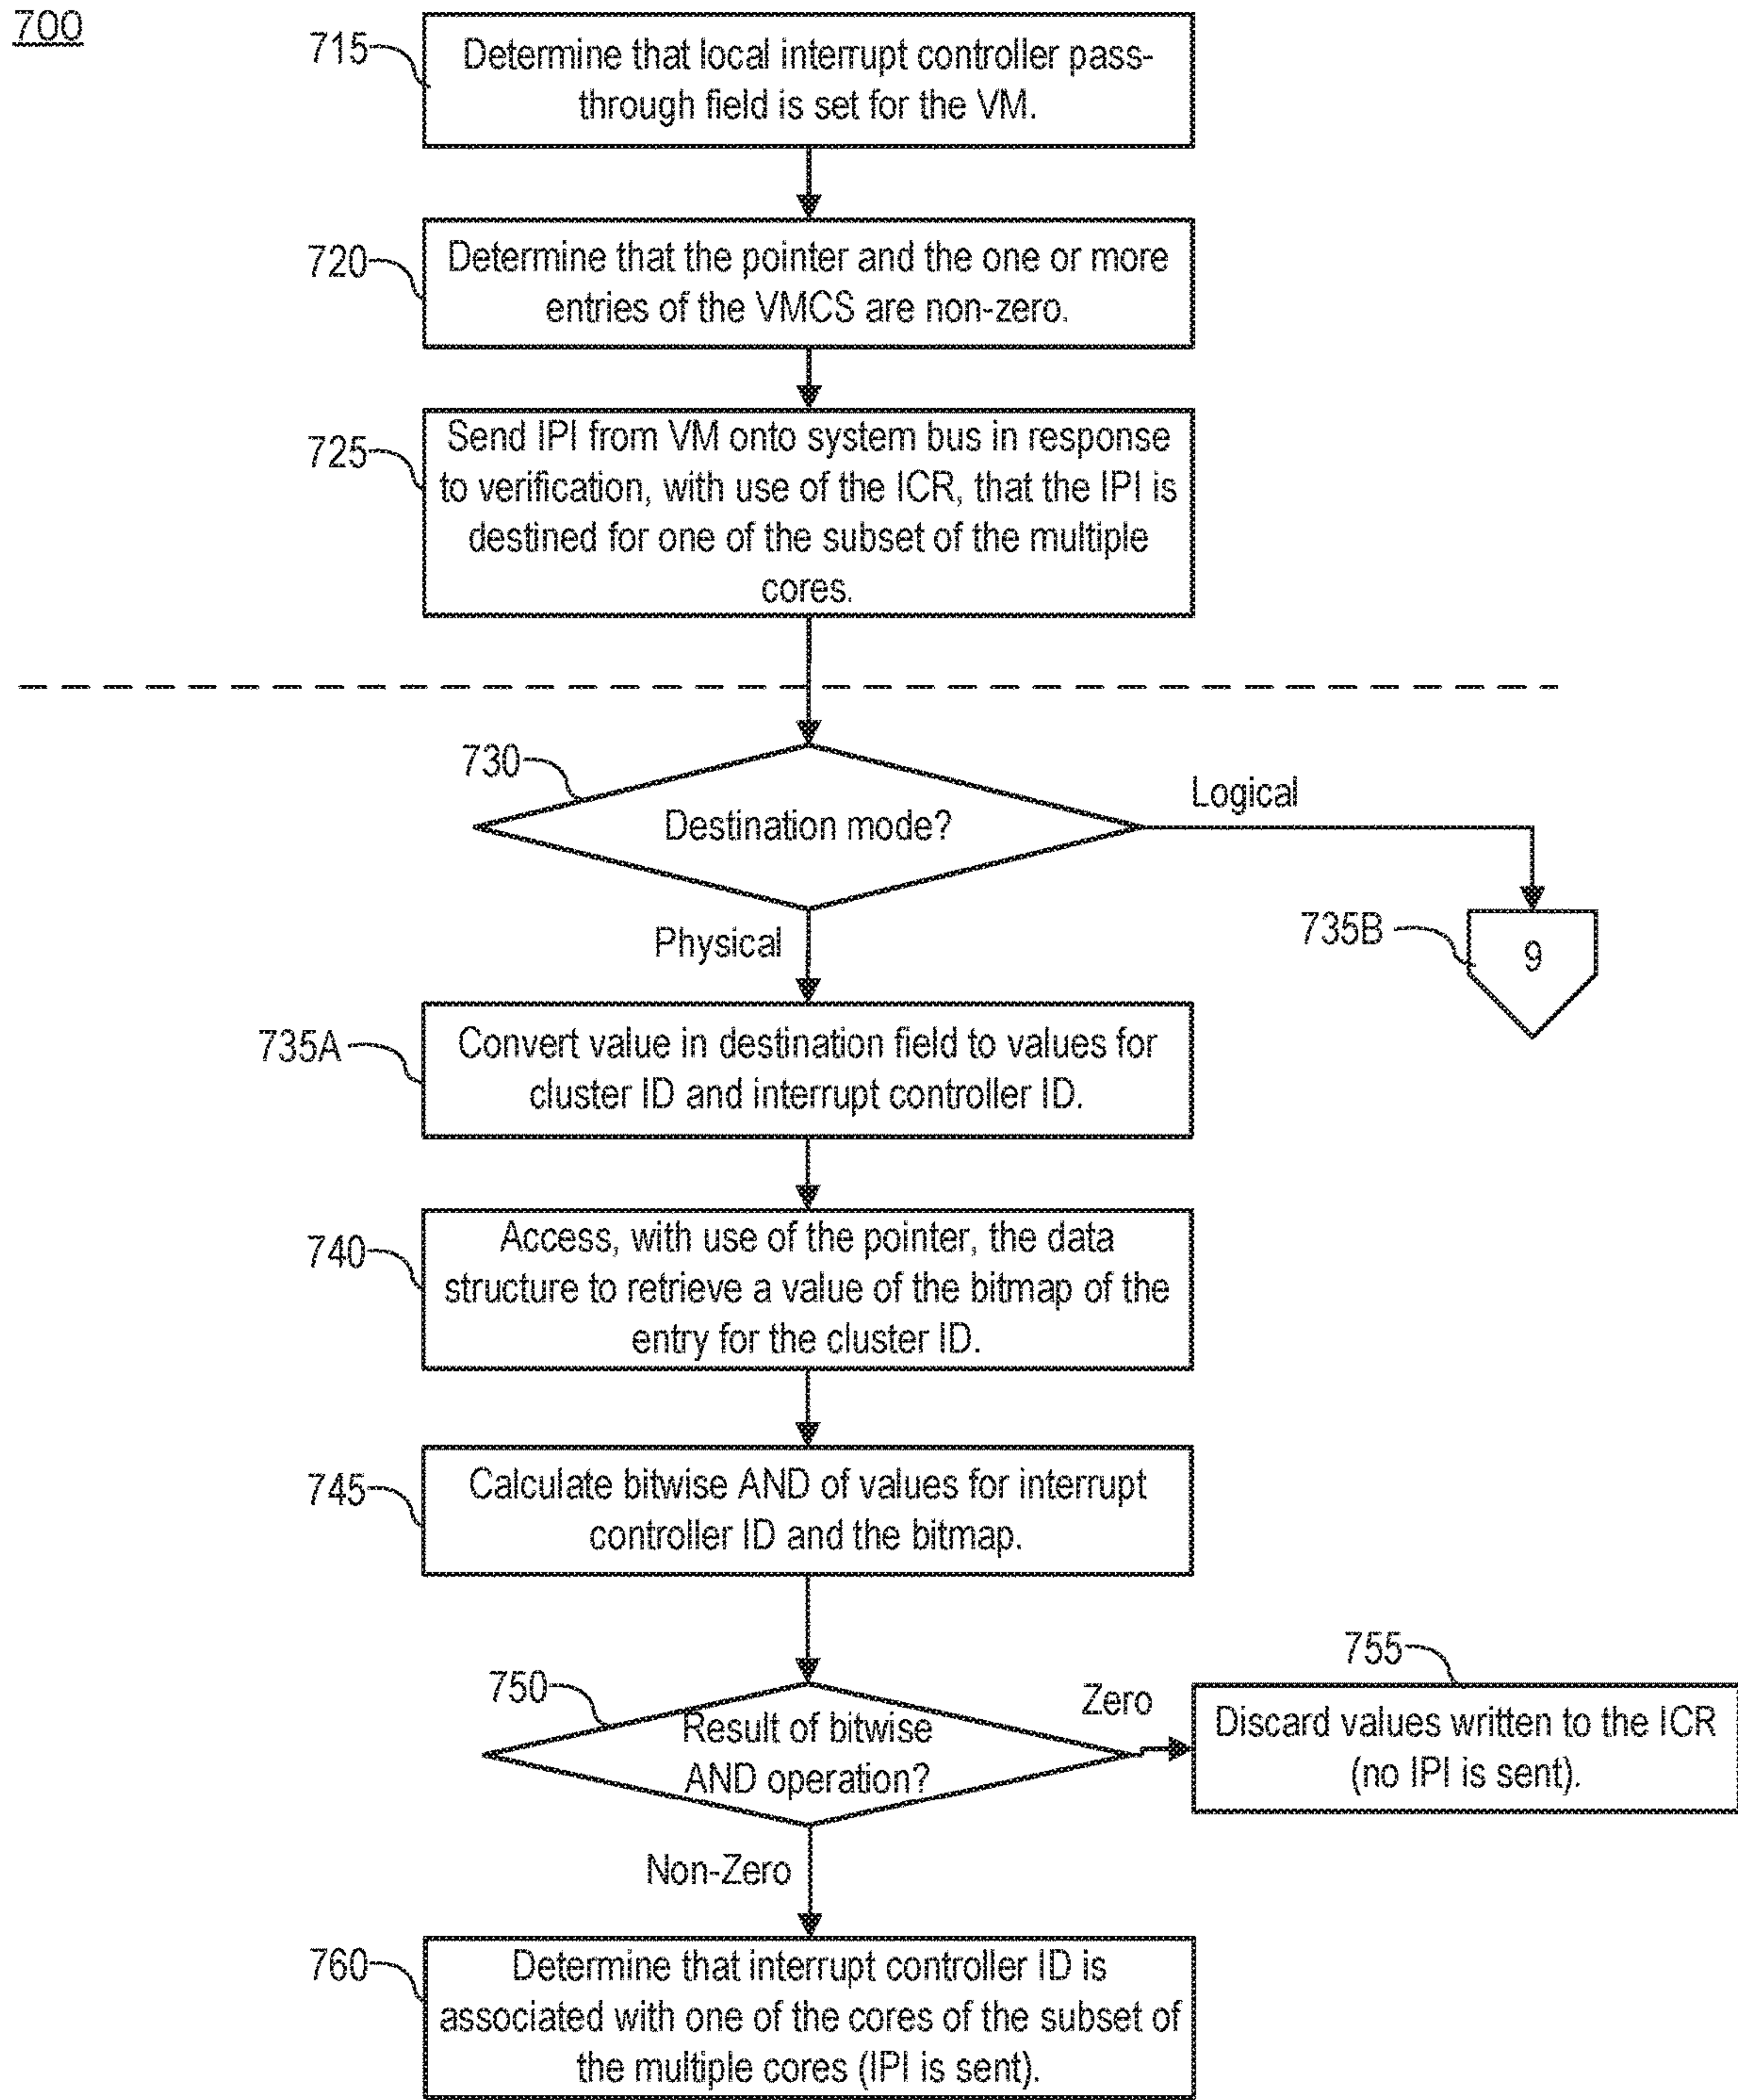 700
715
Determine that local interrupt controller pass-
through field is set for the VM.
720
Determine that the pointer and the one or more
entries of the VMCS are non-zero.
725
Send IPI from VM onto system bus in response
to verification, with use of the ICR, that the IPI is
destined for one of the subset of the multiple
cores.
730
Destination mode?
Logical
Physical
735B
9
735A
Convert value in destination field to values for
cluster ID and interrupt controller ID.
740
Access, with use of the pointer, the data
structure to retrieve a value of the bitmap of the
entry for the cluster ID.
745
Calculate bitwise AND of values for interrupt
controller ID and the bitmap.
750
Result of bitwise
AND operation?
Zero
755
Discard values written to the ICR
(no IPI is sent).
Non-Zero
760
Determine that interrupt controller ID is
associated with one of the cores of the subset of
the multiple cores (IPI is sent).